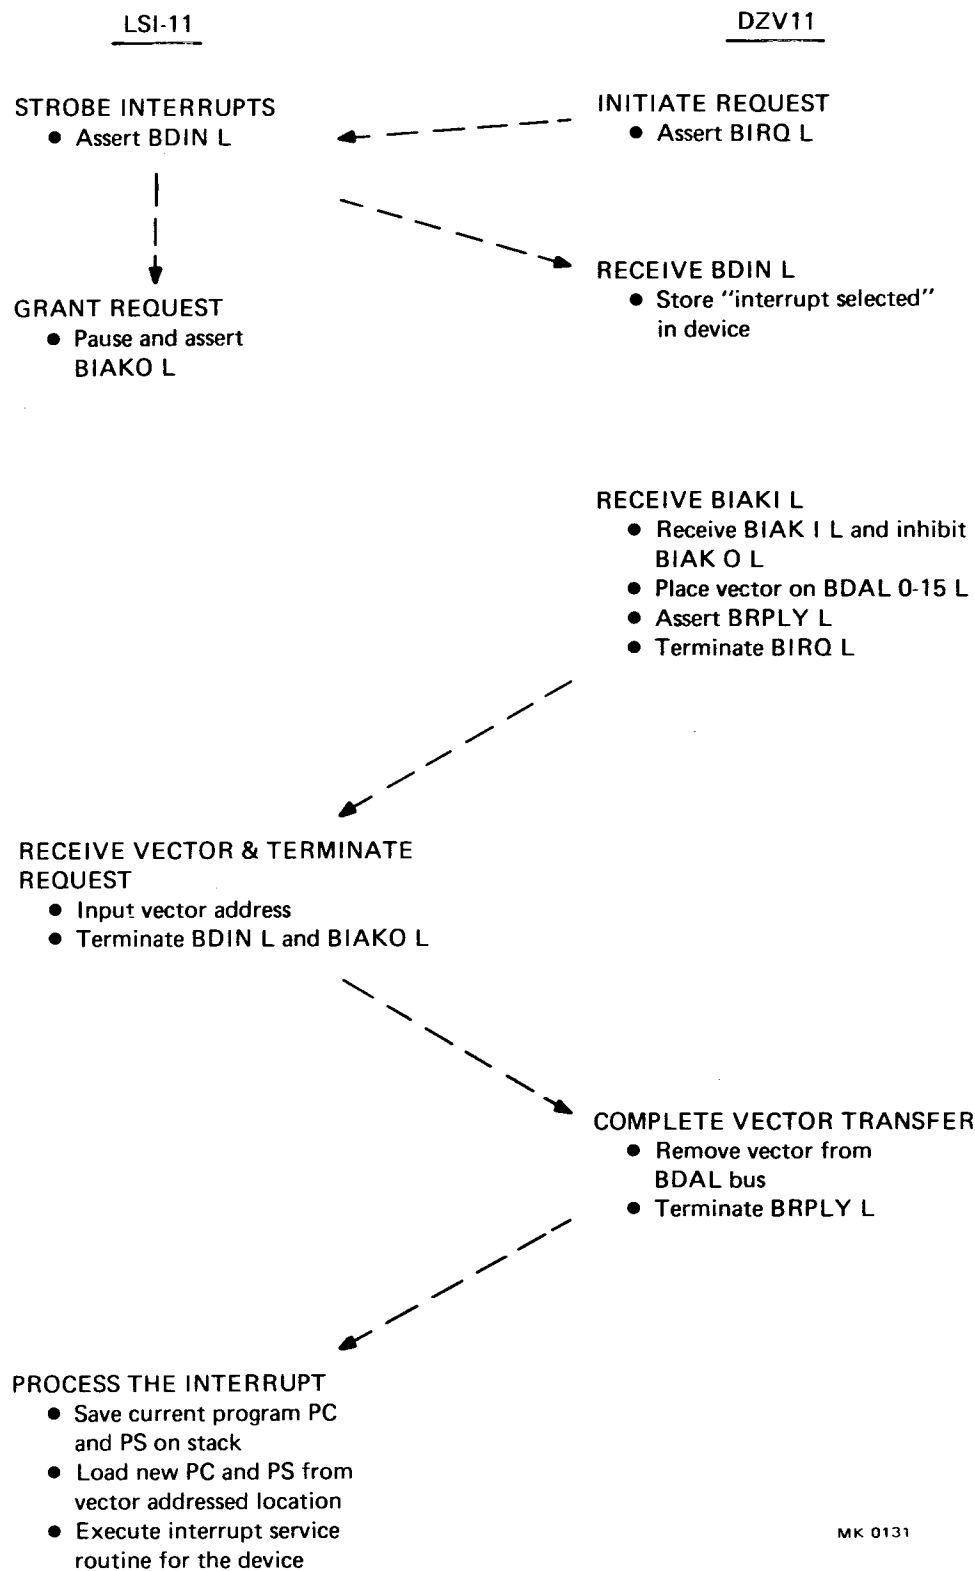 LSI-11
DZV11
STROBE INTERRUPTS
● Assert BDIN L
INITIATE REQUEST
● Assert BIRQ L
RECEIVE BDIN L
● Store "interrupt selected"
in device
GRANT REQUEST
● Pause and assert
BIAKO L
RECEIVE BIAKI L
● Receive BIAK I L and inhibit
BIAK O L
● Place vector on BDAL 0-15 L
● Assert BRPLY L
● Terminate BIRQ L
RECEIVE VECTOR & TERMINATE
REQUEST
● Input vector address
● Terminate BDIN L and BIAKO L
COMPLETE VECTOR TRANSFER
● Remove vector from
BDAL bus
● Terminate BRPLY L
PROCESS THE INTERRUPT
● Save current program PC
and PS on stack
● Load new PC and PS from
vector addressed location
● Execute interrupt service
routine for the device
MK 0131